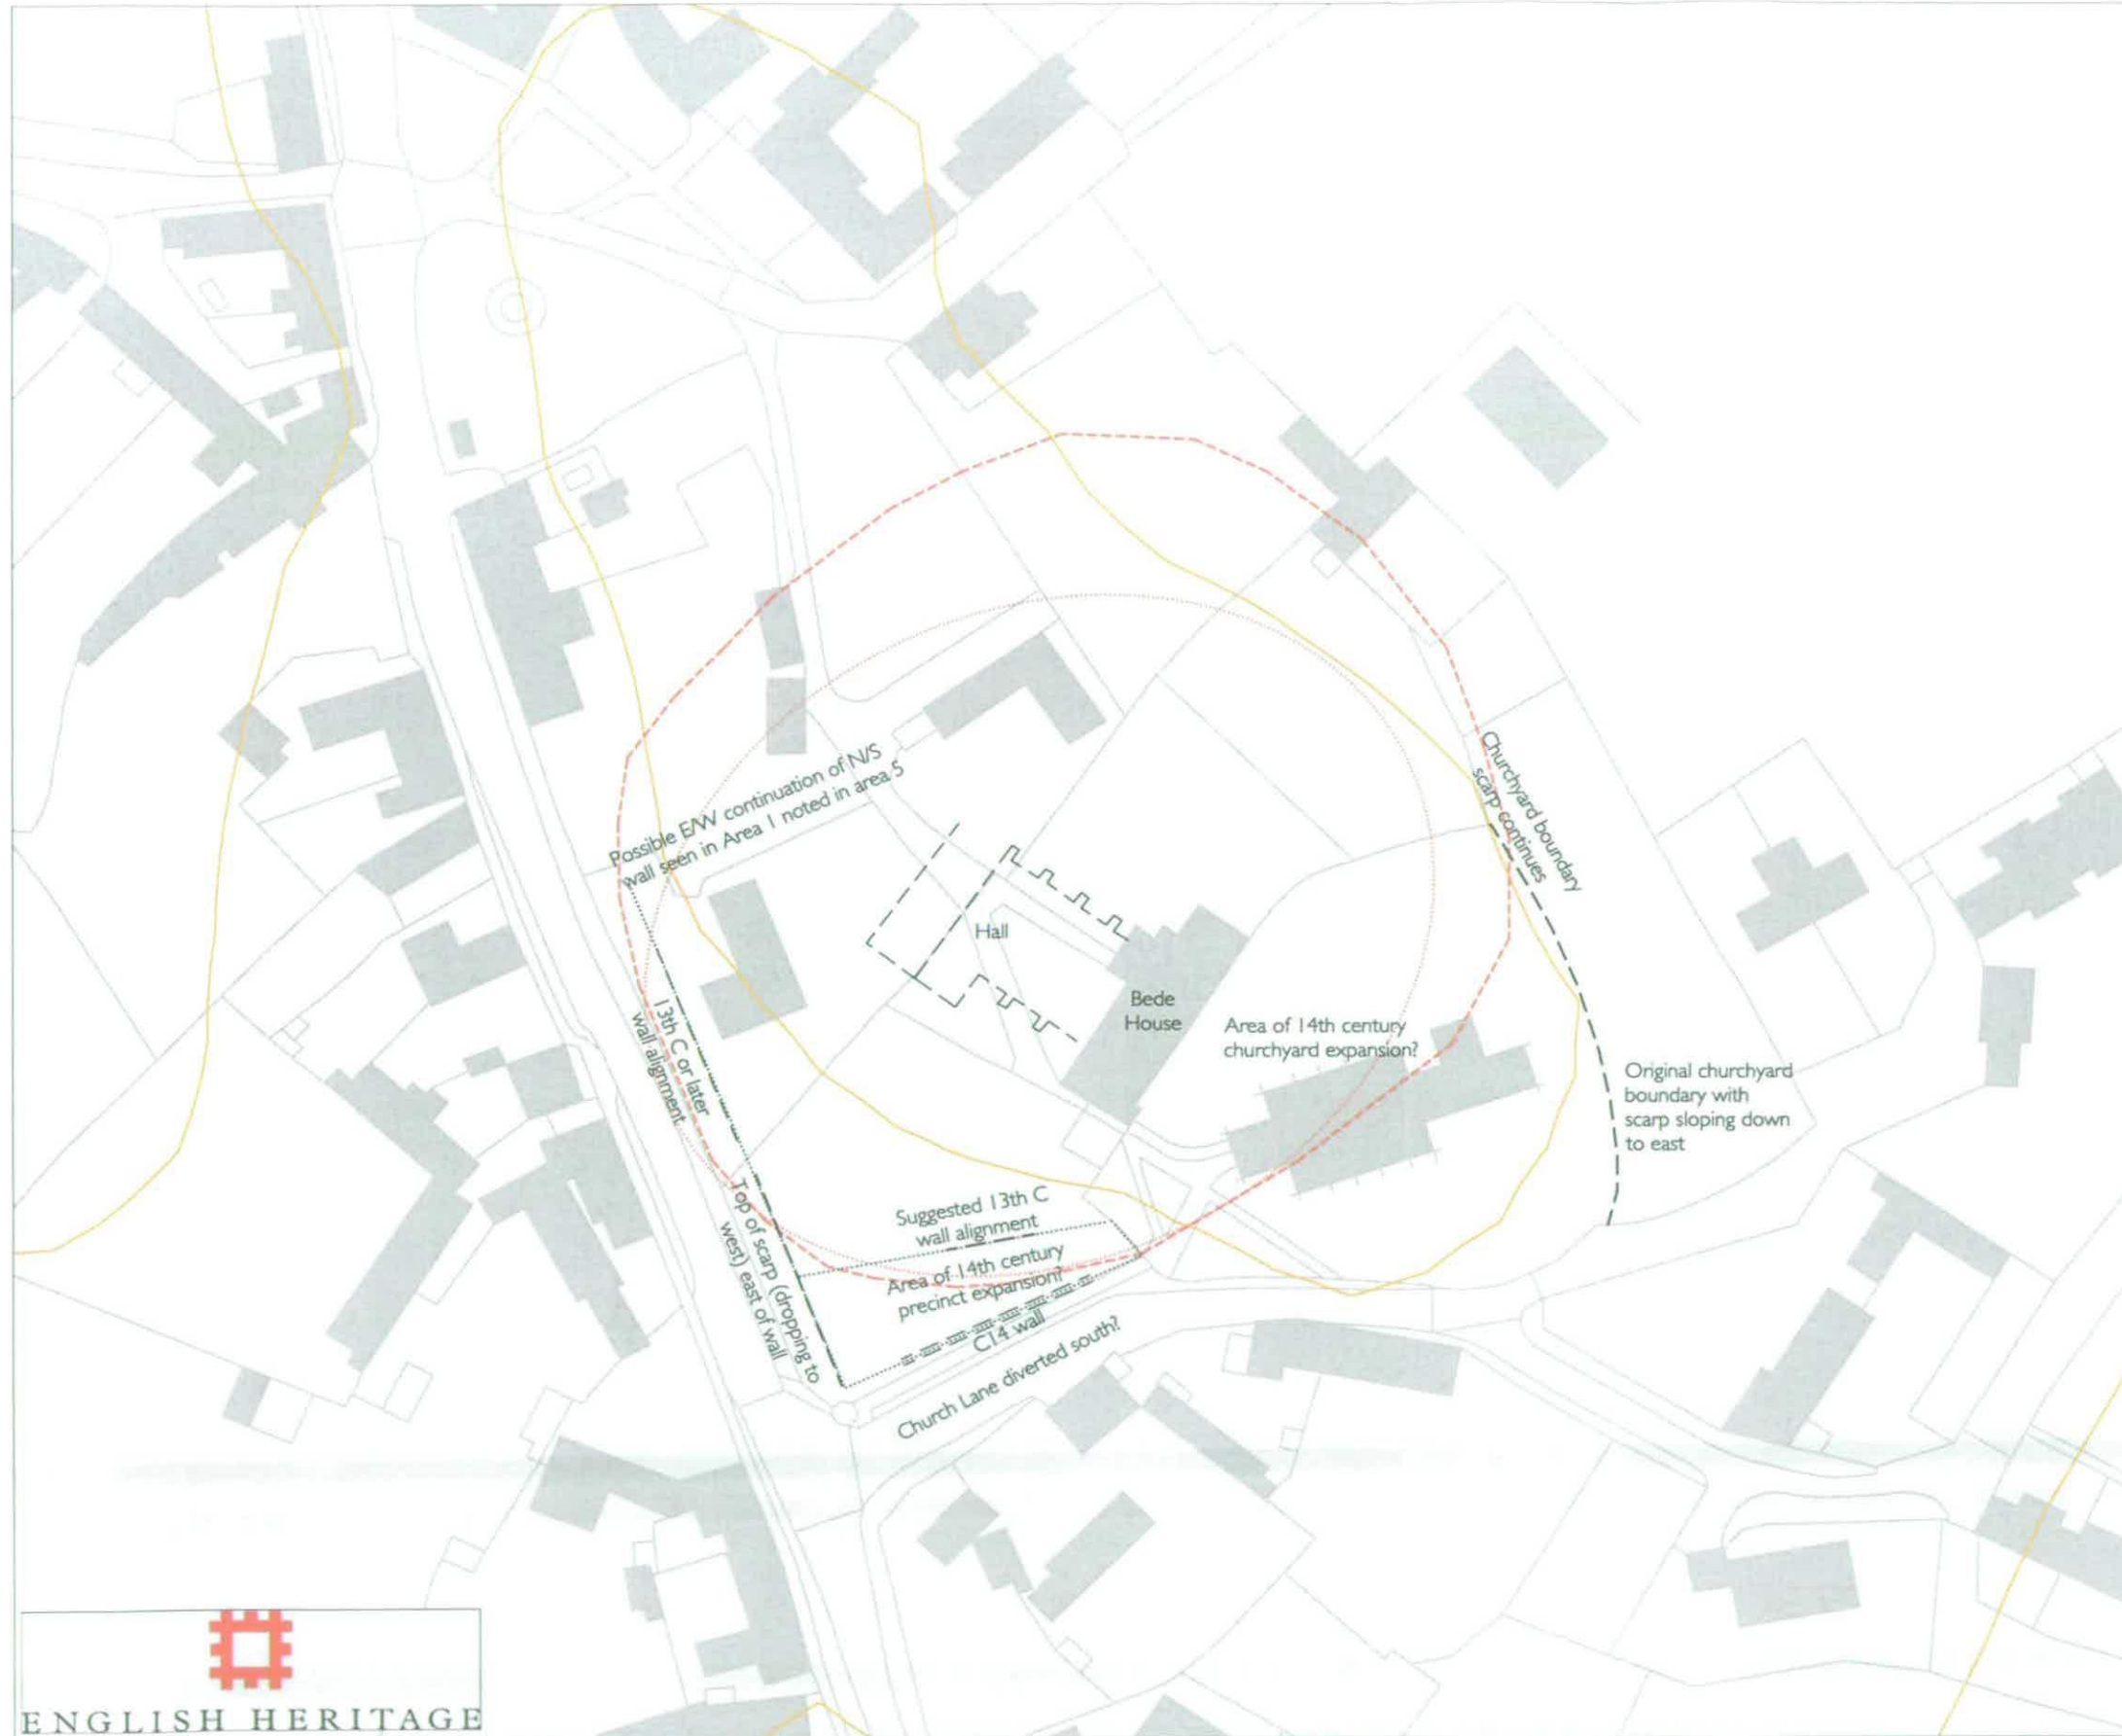 Possible E/W continuation of N/S
wall seen in Area 1 noted in area 5
Churchyard boundary
scarp continues
Hall
Bede
House
13th C or later
wall alignment
Area of 14th century
churchyard expansion?
Original churchyard
boundary with
scarp sloping down
to east
Top of scarp (dropping to
west) east of wall
Suggested 13th C
wall alignment
Area of 14th century
precinct expansion?
C14 wall
Church Lane diverted south?
ENGLISH HERITAGE